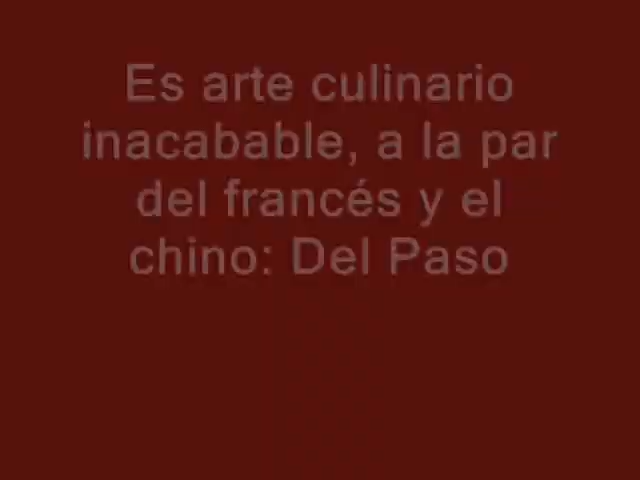 Es arte culinario
inacabable, a la par
del francés y el
chino: Del Paso